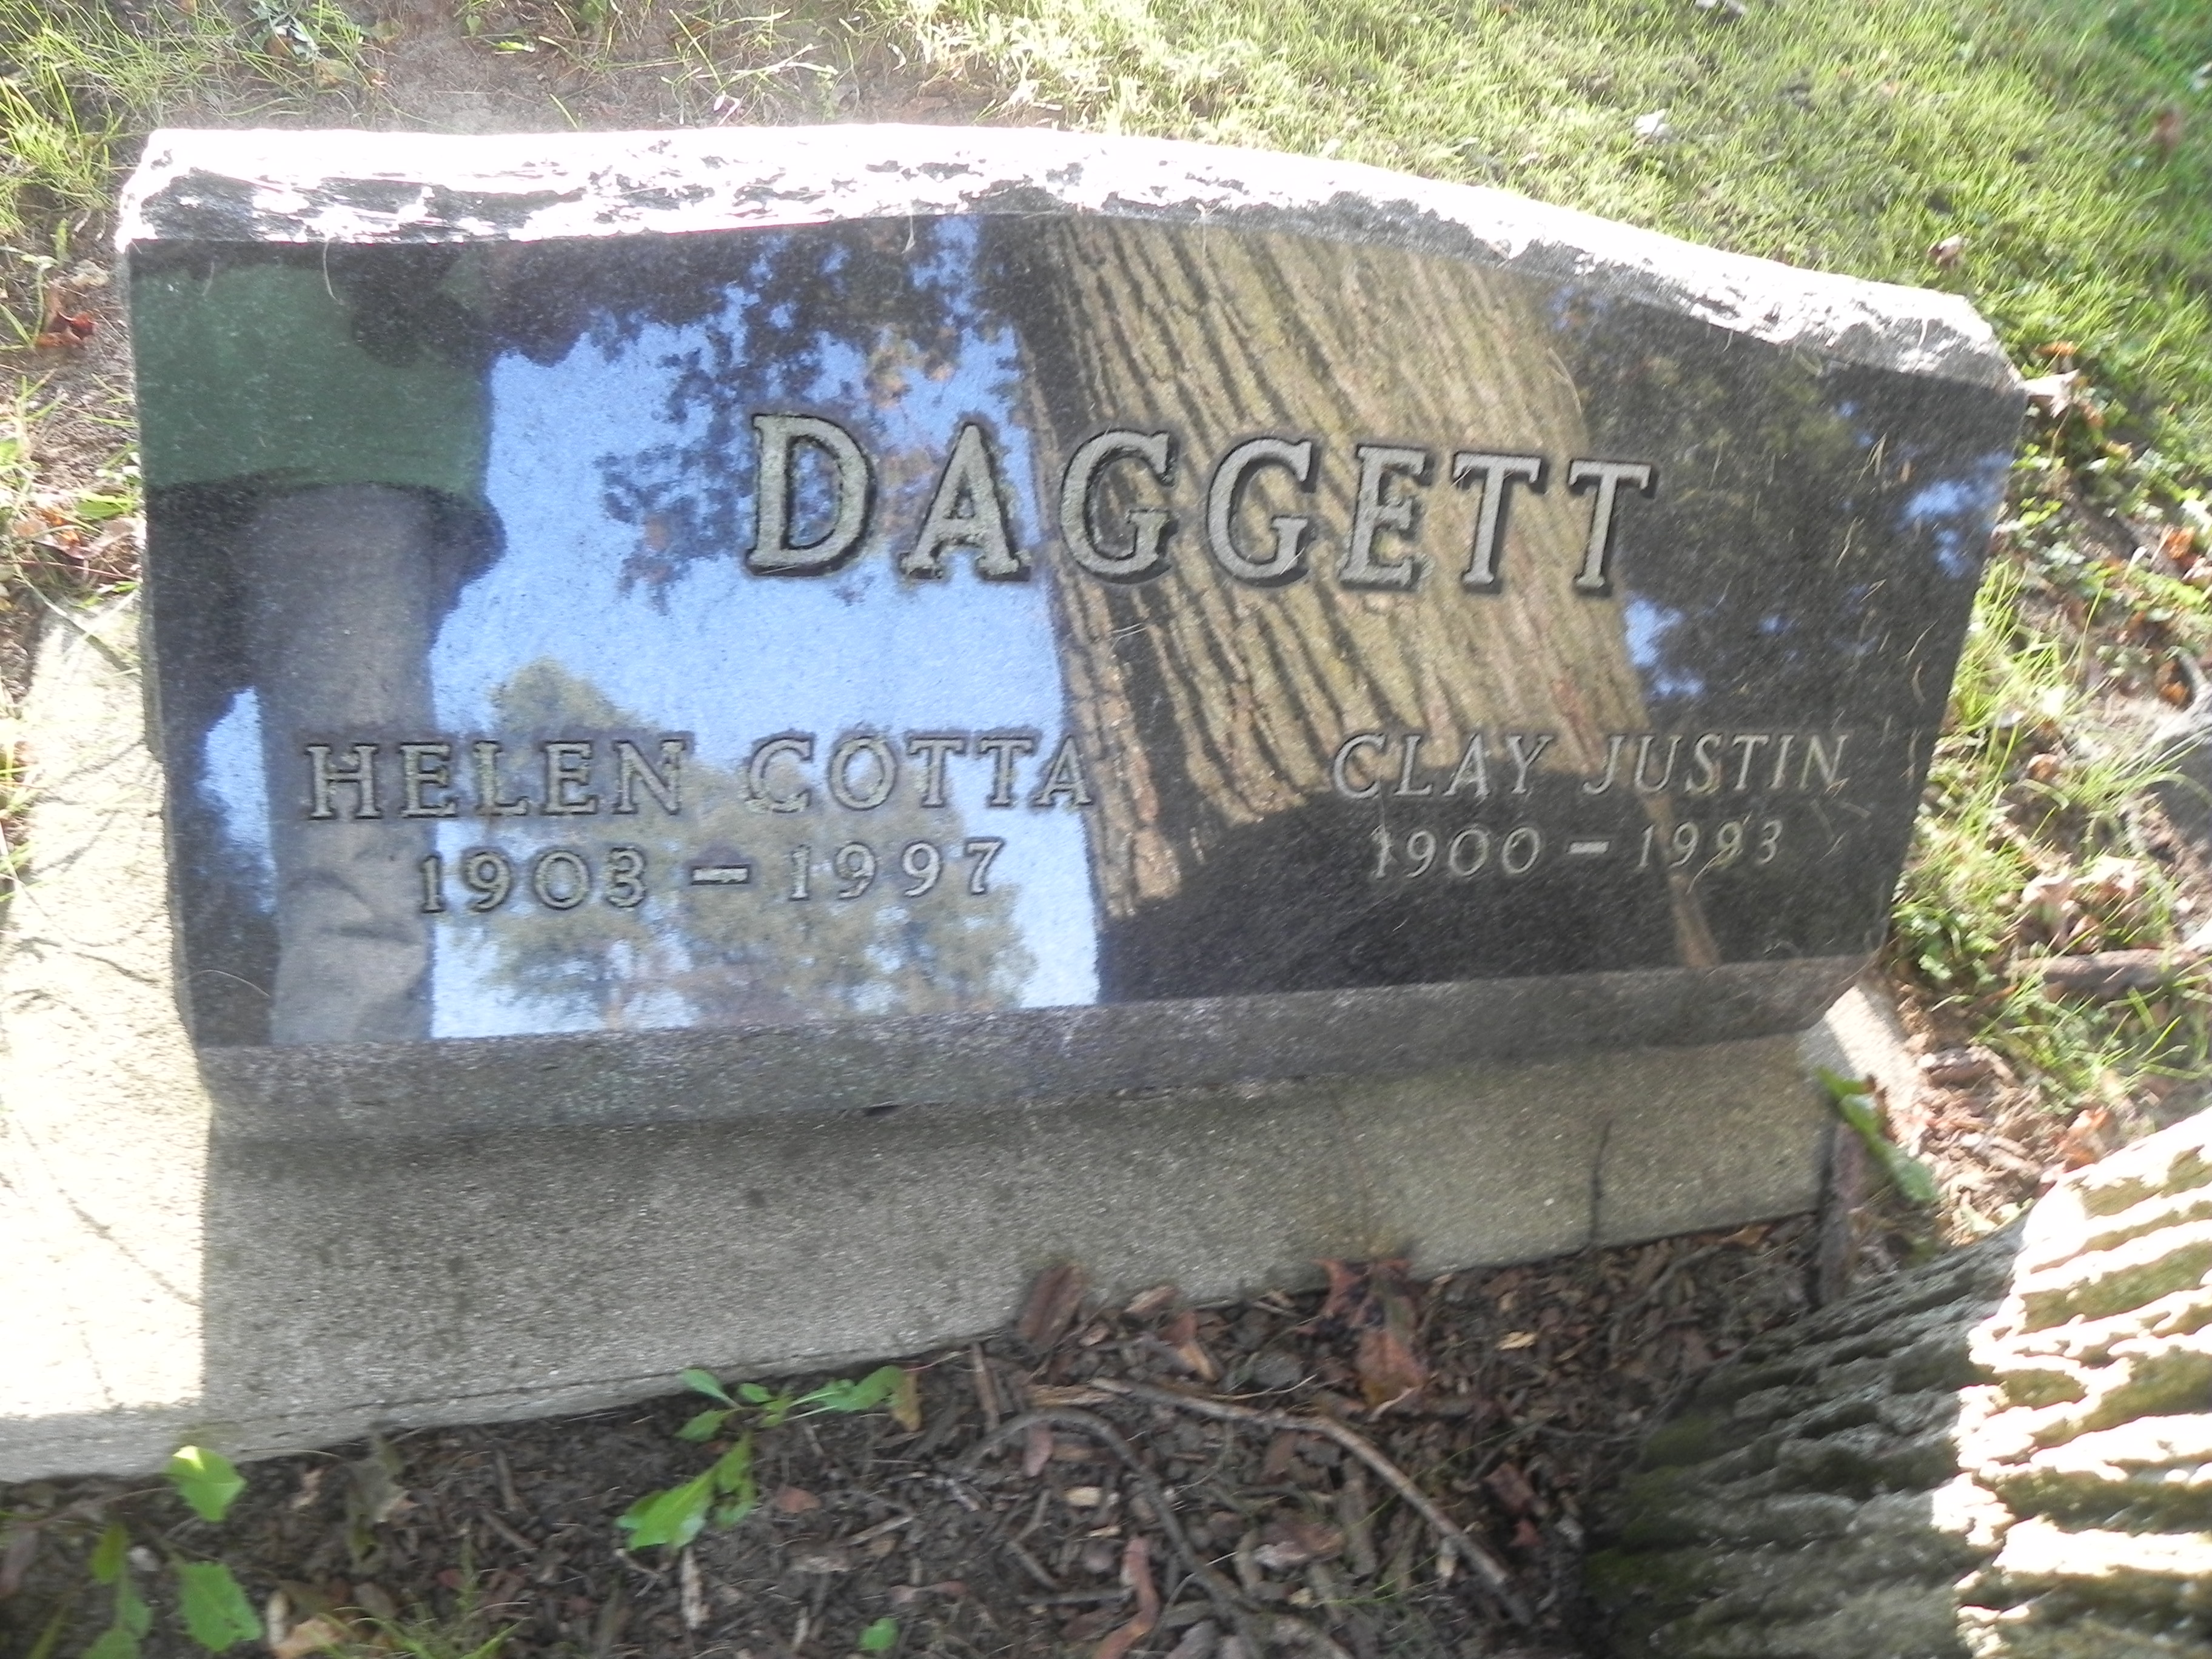 DAGGETT
HELEN COTTA
1903 – 1997
CLAY JUSTIN
1900 – 1993